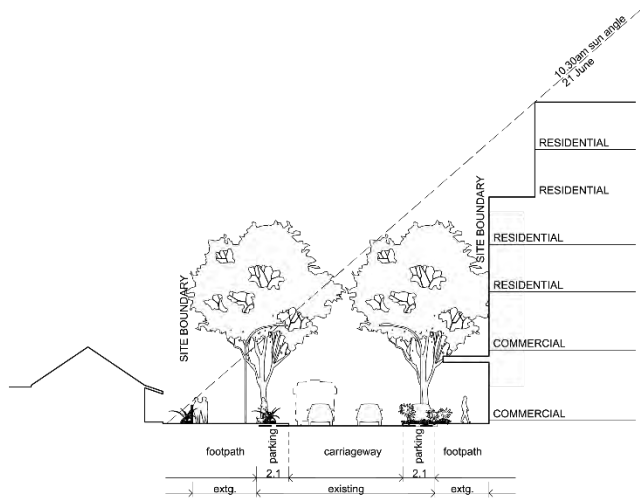 10.30am sun angle
21 June
RESIDENTIAL
RESIDENTIAL
SITE BOUNDARY
RESIDENTIAL
SITE BOUNDARY
RESIDENTIAL
COMMERCIAL
COMMERCIAL
footpath
parking
carriageway
parking
footpath
2.1
2.1
extg.
existing
extg.